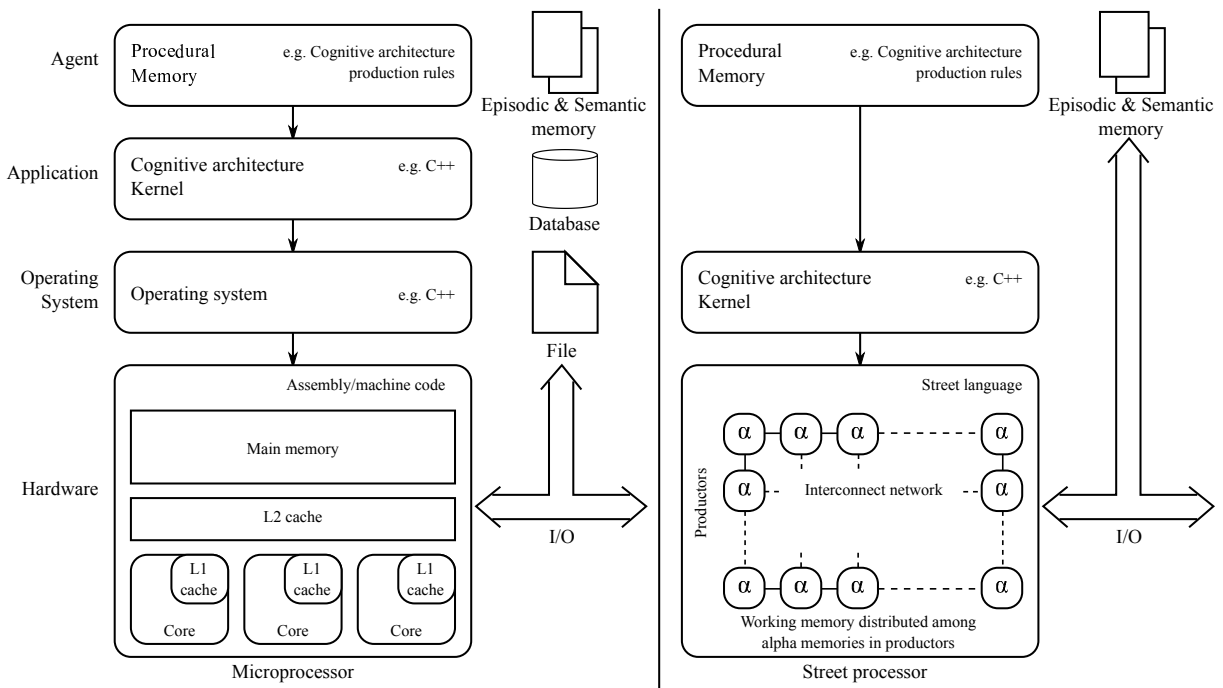 Agent
Procedural
Memory
e.g. Cognitive architecture
production rules
Episodic & Semantic
memory
Application
Cognitive architecture
Kernel
e.g. C++
Database
Operating
System
Operating system
e.g. C++
File
Hardware
Assembly/machine code
Main memory
L2 cache
L1
cache
Core
L1
cache
Core
L1
cache
Core
I/O
Microprocessor
Procedural
Memory
e.g. Cognitive architecture
production rules
Episodic & Semantic
memory
Cognitive architecture
Kernel
e.g. C++
Street language
α α α α
Productors
α
Interconnect network
α
α α α α
Working memory distributed among
alpha memories in productors
I/O
Street processor